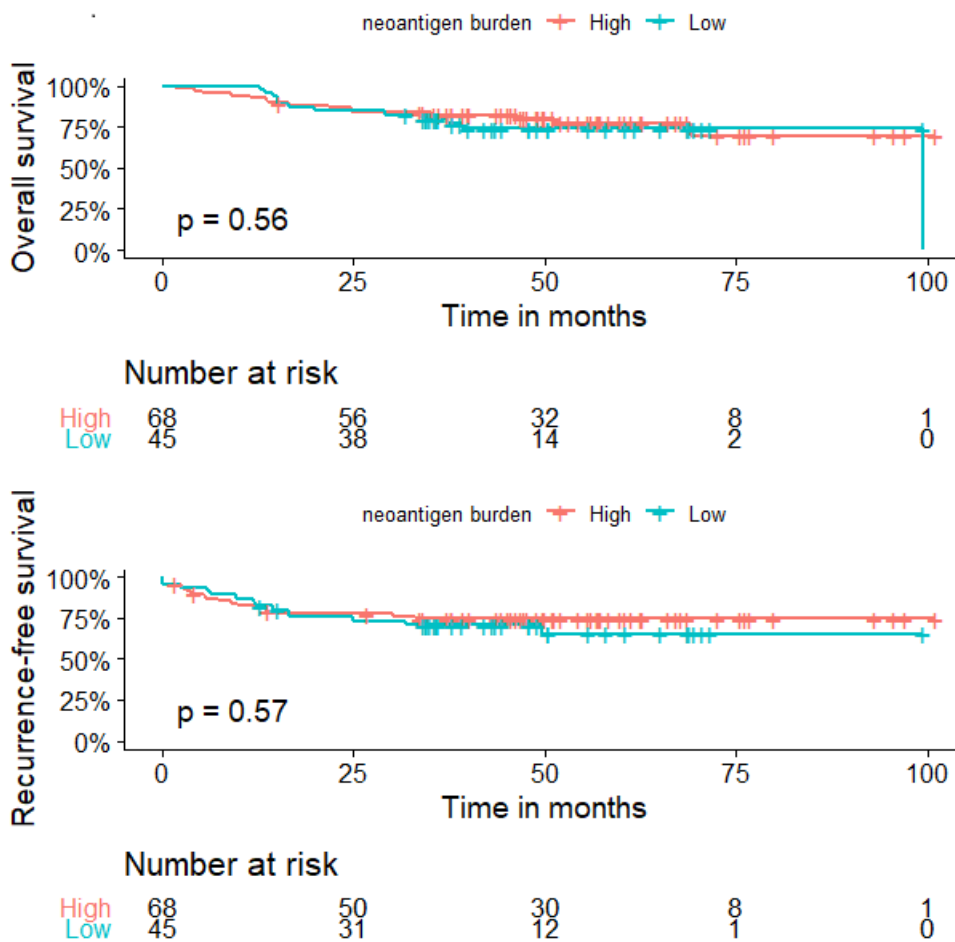 neoantigen burden High Low
Overall survival
100%
75%
50%
25%
0%
p = 0.56
0 25 50 75 100
Time in months
Number at risk
High 68 56 32 8 1
Low 45 38 14 2 0
neoantigen burden High Low
Recurrence-free survival
100%
75%
50%
25%
0%
p = 0.57
0 25 50 75 100
Time in months
Number at risk
High 68 50 30 8 1
Low 45 31 12 1 0